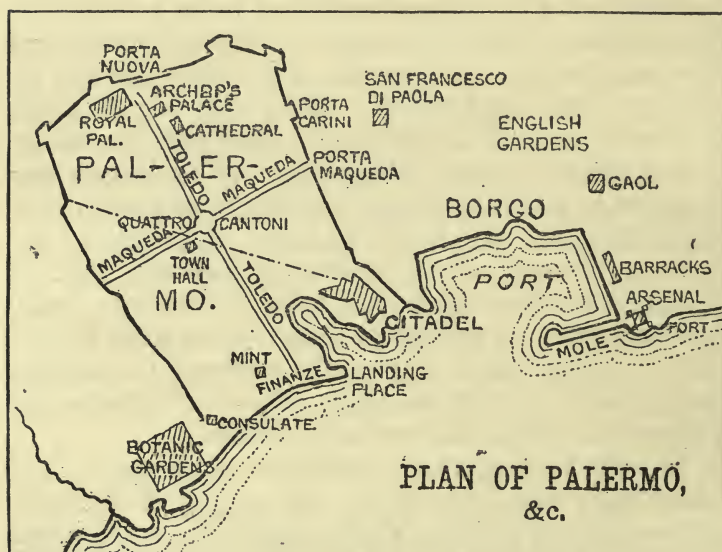 PORTA
NUOVA
ARCHBP'S
PALACE
ROYAL
PAL.
CATHEDRAL
PORTA
CARINI
SAN FRANCESCO
DI PAOLA
ENGLISH
GARDENS
PAL-ER-
TOLEDO
MAQUEDA
PORTA
MAQUEDA
GAOL
BORGO
QUATTRO
CANTONI
MAQUEDA
TOWN
HALL
TOLEDO
MO.
PORT
BARRACKS
ARSENAL
FORT
CITADEL
MOLE
MINT
FINANZE
LANDING
PLACE
CONSULATE
BOTANIC
GARDENS
PLAN OF PALERMO,
&c.